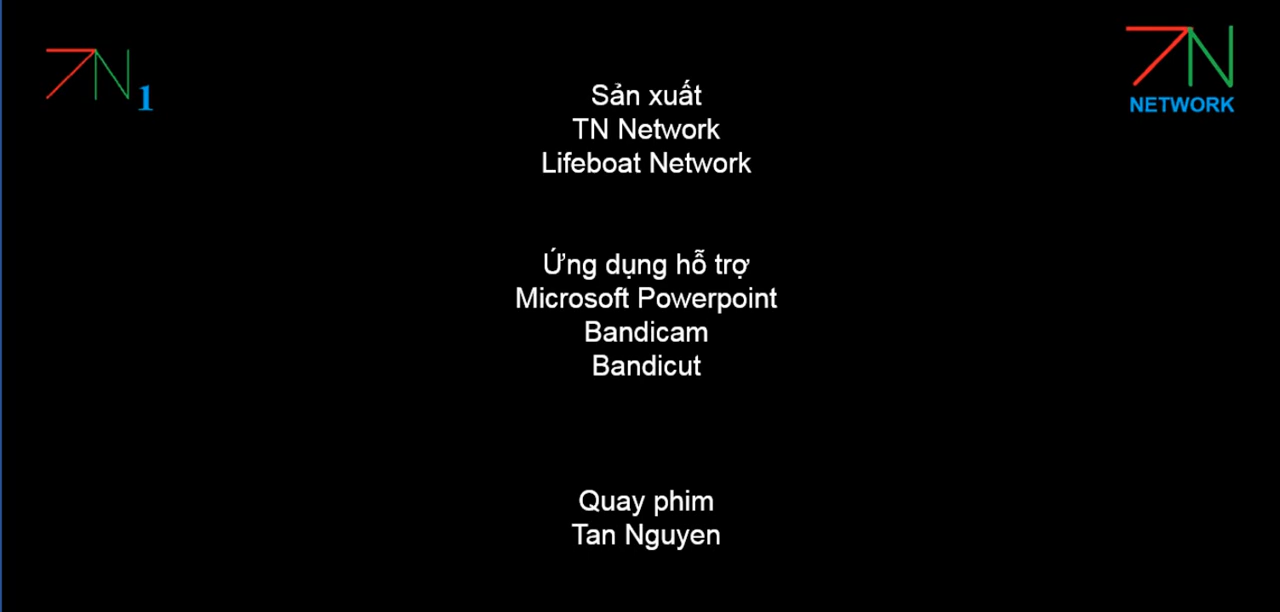 TN 1
TN
NETWORK
Sản xuất
TN Network
Lifeboat Network
Ứng dụng hỗ trợ
Microsoft Powerpoint
Bandicam
Bandicut
Quay phim
Tan Nguyen